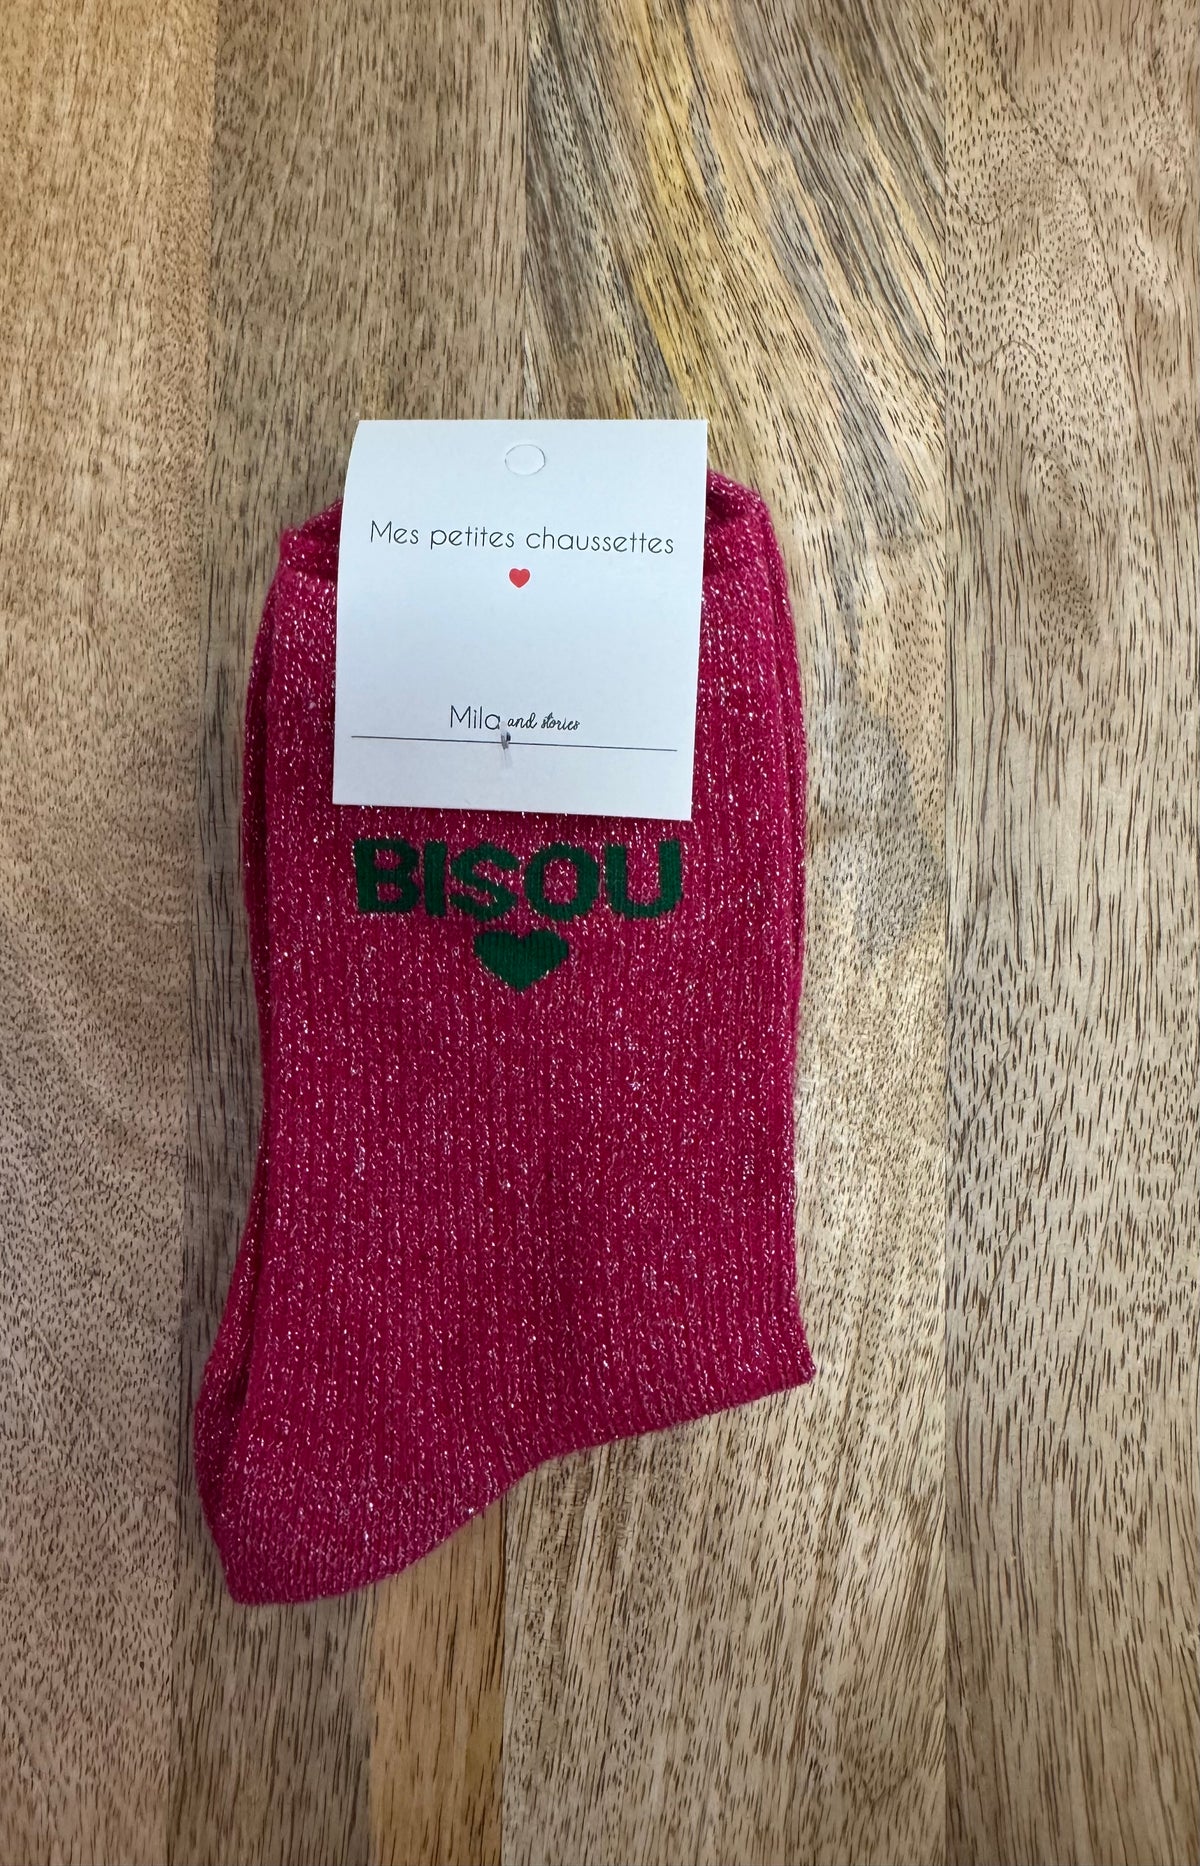 Mes petites chaussettes
Mila and stories
BISOU